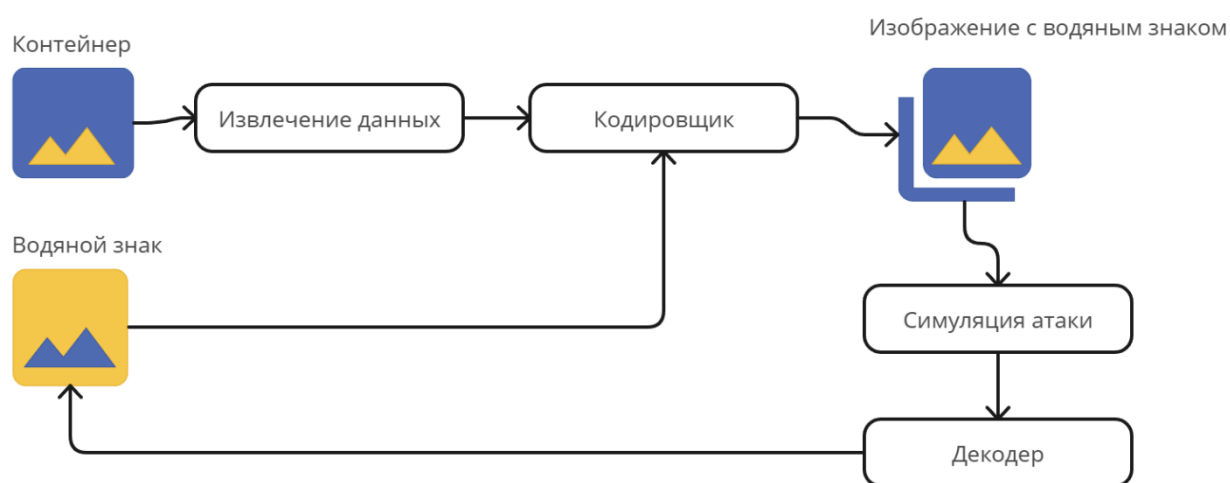 Изображение с водяным знаком
Контейнер
Извлечение данных
Кодировщик
Водяной знак
Симуляция атаки
Декодер